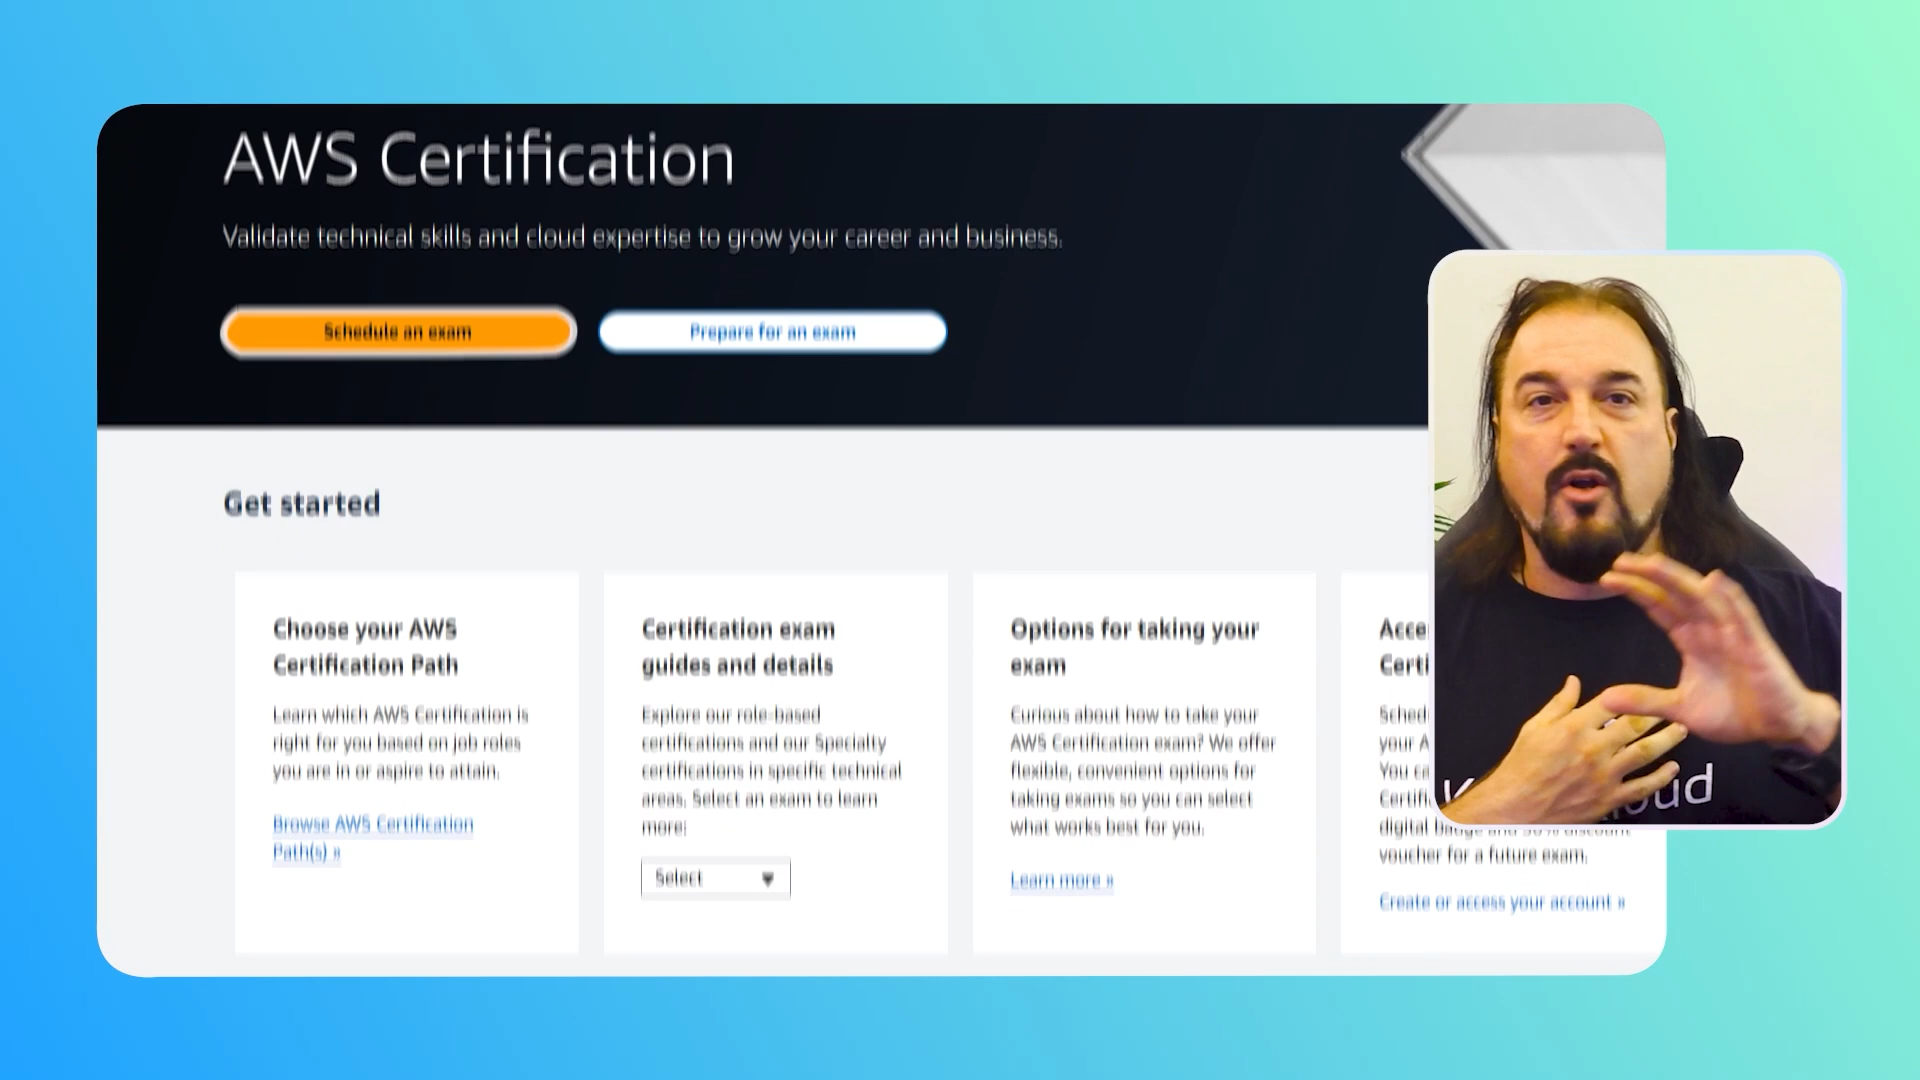 AWS Certification
Validate technical skills and cloud expertise to grow your career and business.
Schedule an exam
Prepare for an exam
Get started
Choose your AWS
Certification Path
Learn which AWS Certification is
right for you based on job roles
you are in or aspire to attain.
Browse AWS Certification
Path(s) »
Certification exam
guides and details
Explore our role-based
certifications and our Specialty
certifications in specific technical
areas. Select an exam to learn
more:
Select
Options for taking your
exam
Curious about how to take your
AWS Certification exam? We offer
flexible, convenient options for
taking exams so you can select
what works best for you.
Learn more »
digital badge and 50% discount
voucher for a future exam.
Create or access your account »